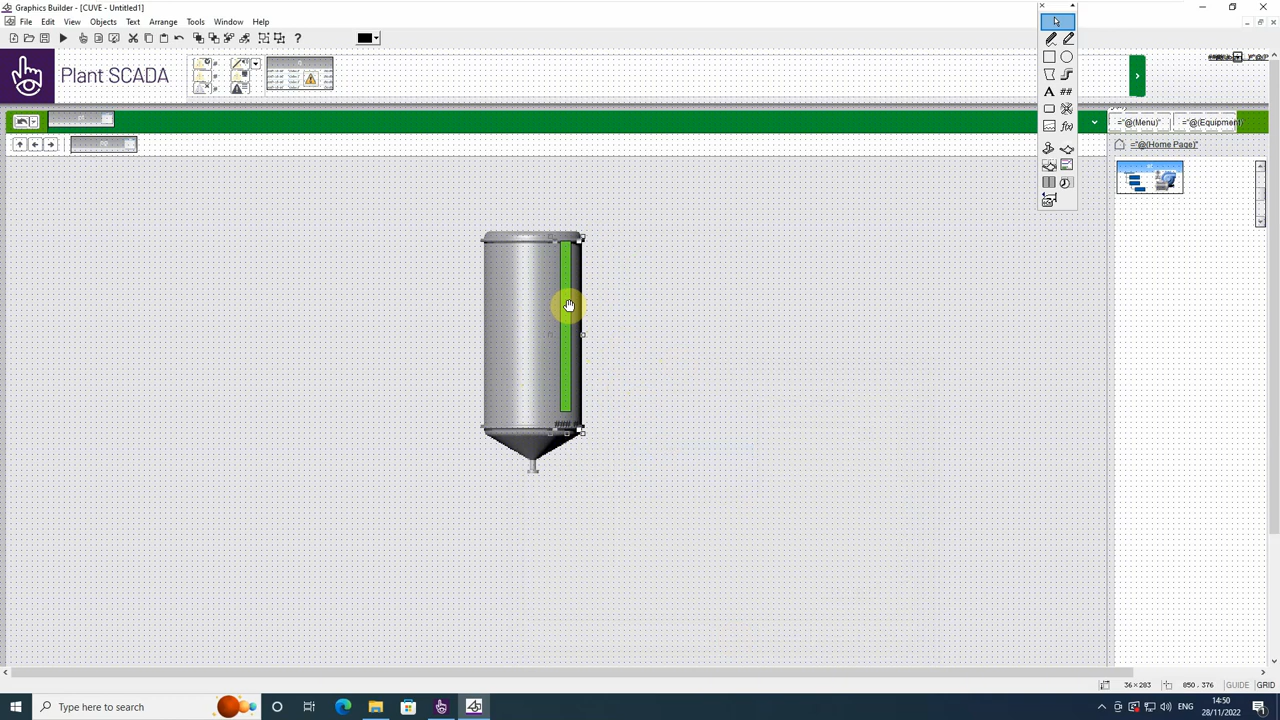 Graphics Builder - [CUVE - Untitled1]
File Edit View Objects Text Arrange Tools Window Help
Plant SCADA
="@(Menu)" ="@(Equipment)
="@(Home Page)"
####  ##
36×283 850, 376 GUIDE GRID
Type here to search
ENG
14:50
28/11/2022